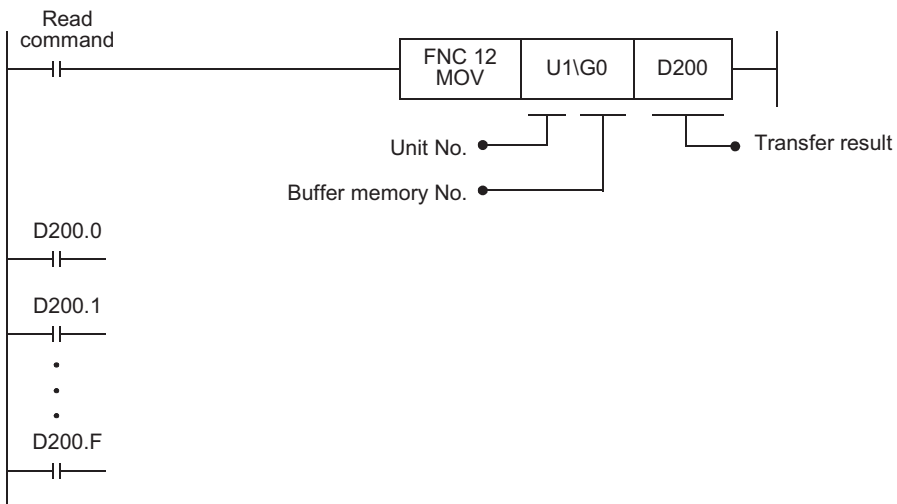 Read
command
FNC 12
MOV
U1\G0
D200
Unit No.
Transfer result
Buffer memory No.
D200.0
D200.1
D200.F